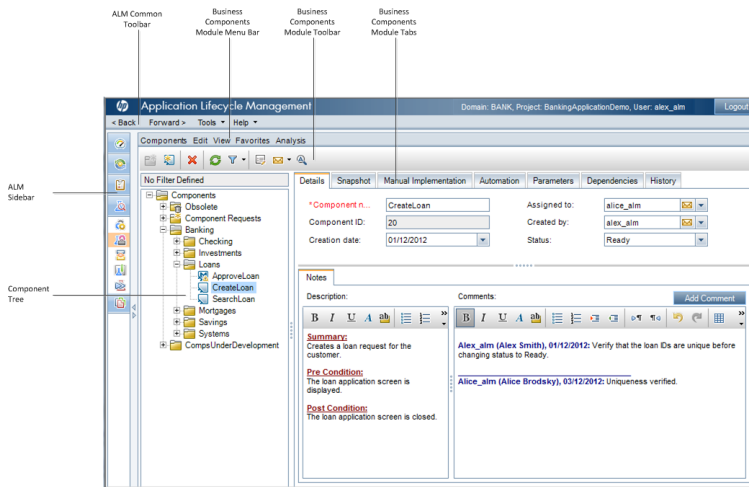 ALM Common
Toolbar
Business
Components
Module Menu Bar
Business
Components
Module Toolbar
Business
Components
Module Tabs
hp Application Lifecycle Management Domain: BANK, Project: BankingApplicationDemo, User: alex_alm Logout
< Back Forward > Tools Help
Components Edit View Favorites Analysis
ALM
Sidebar
Component
Tree
No Filter Defined
Components
Obsolete
Component Requests
Banking
Checking
Investments
Loans
ApproveLoan
CreateLoan
SearchLoan
Mortgages
Savings
Systems
CompsUnderDevelopment
Details Snapshot Manual Implementation Automation Parameters Dependencies History
*Component n... CreateLoan Assigned to: alice_alm
Component ID: 20 Created by: alex_alm
Creation date: 01/12/2012 Status: Ready
Notes
Description: Comments: Add Comment
B I U A ab » B I U A ab »
Summary:
Creates a loan request for the
customer.
Pre Condition:
The loan application screen is
displayed.
Post Condition:
The loan application screen is closed.
Alex_alm (Alex Smith), 01/12/2012: Verify that the loan IDs are unique before
changing status to Ready.
Alice_alm (Alice Brodsky), 03/12/2012: Uniqueness verified.